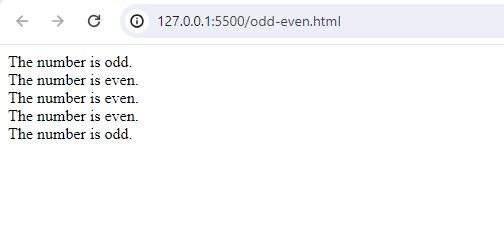 127.0.0.1:5500/odd-even.html
The number is odd.
The number is even.
The number is even.
The number is even.
The number is odd.